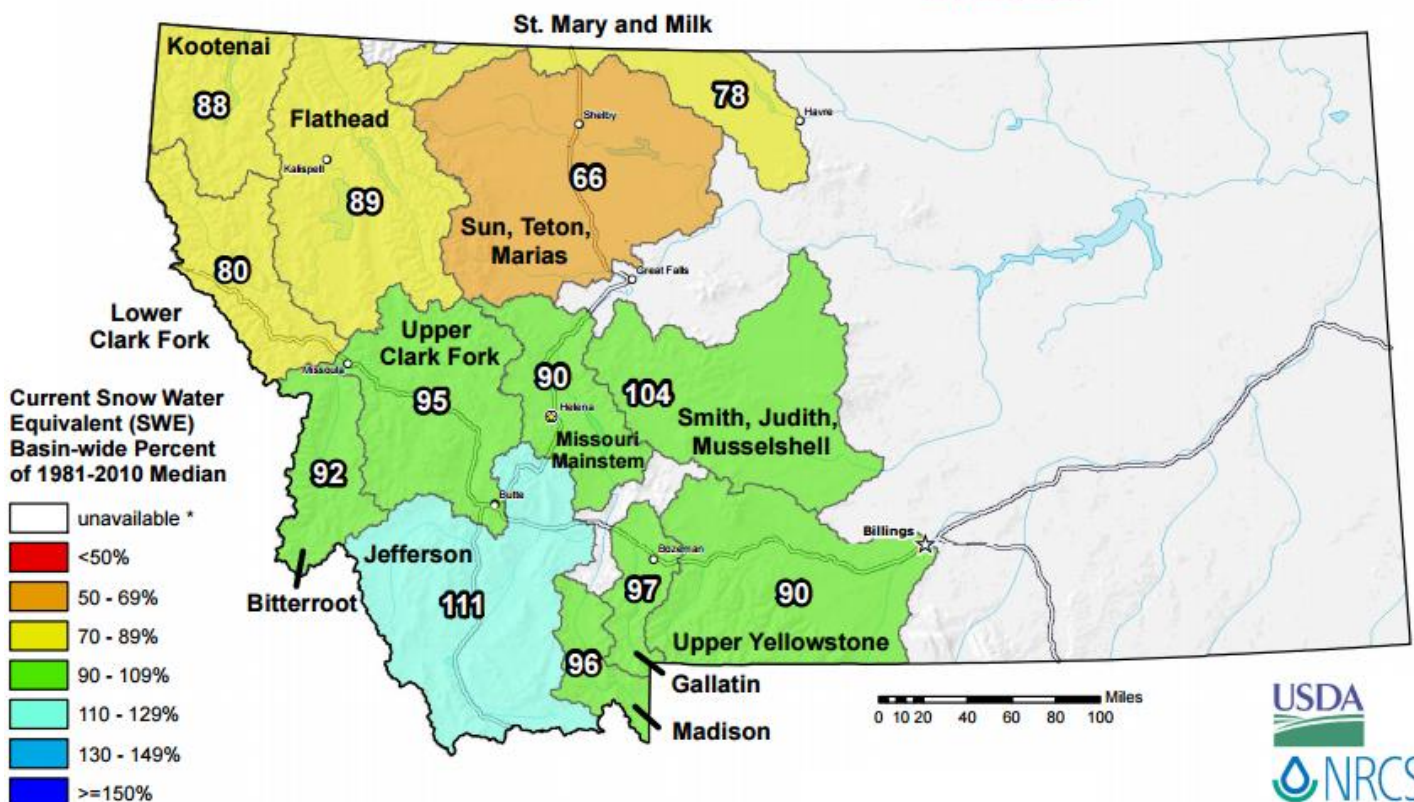 St. Mary and Milk
Kootenai
88
Flathead
78
Havre
Shelby
Kalispell
66
89
Sun, Teton,
Marias
80
Great Falls
Lower
Clark Fork
Upper
Clark Fork
Missoula
90
95
104
Helena
Smith, Judith,
Musselshell
Missouri
Mainstem
92
Butte
Billings
Jefferson
Bozeman
Bitterroot
111
97
90
Upper Yellowstone
96
Gallatin
Madison
Current Snow Water
Equivalent (SWE)
Basin-wide Percent
of 1981-2010 Median
unavailable *
<50%
50 - 69%
70 - 89%
90 - 109%
110 - 129%
130 - 149%
>=150%
Miles
0 10 20 40 60 80 100
USDA
NRCS